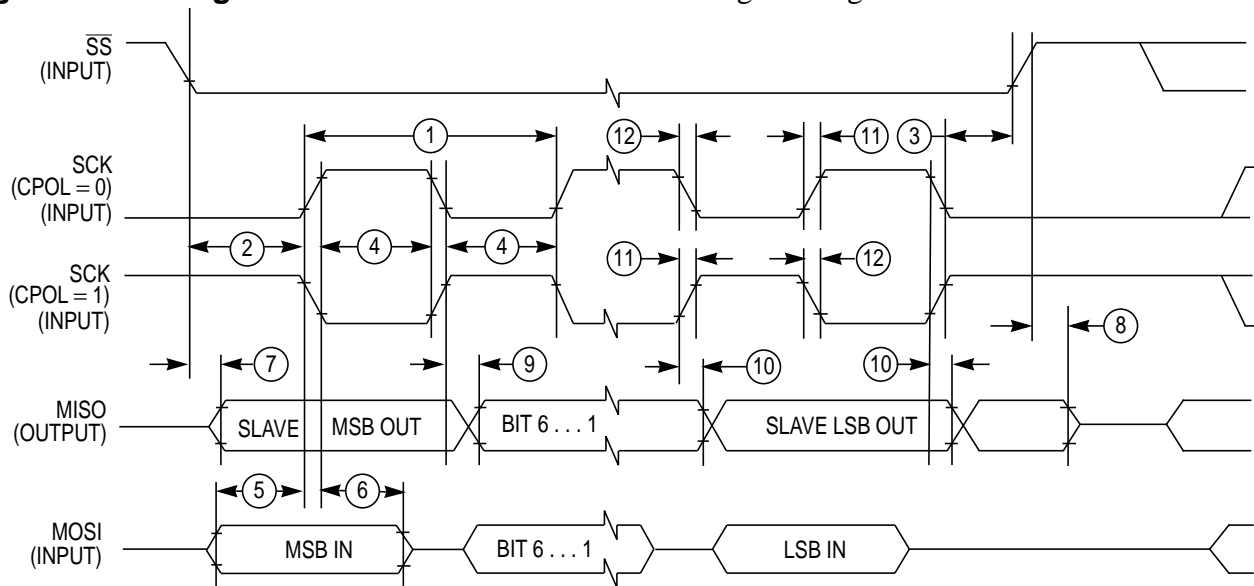 SS
(INPUT)
1
12
11
3
SCK
(CPOL = 0)
(INPUT)
2
4
4
11
12
SCK
(CPOL = 1)
(INPUT)
7
9
10
10
8
MISO
(OUTPUT)
SLAVE MSB OUT
BIT 6 . . . 1
SLAVE LSB OUT
5
6
MOSI
(INPUT)
MSB IN
BIT 6 . . . 1
LSB IN